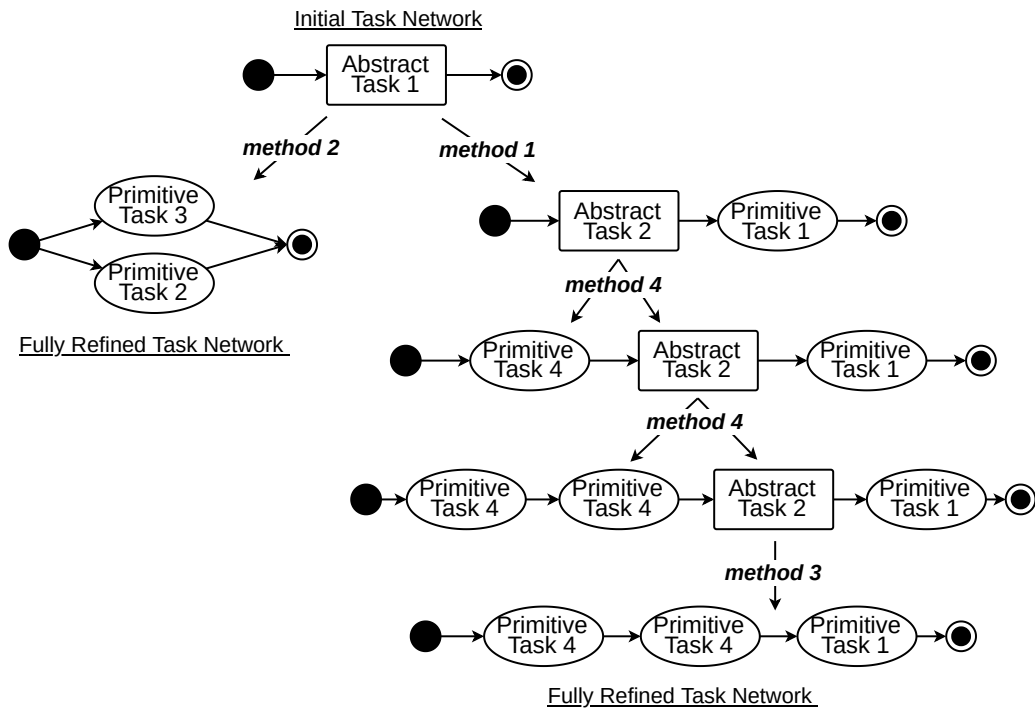 Initial Task Network
Abstract
Task 1
method 2
method 1
Primitive
Task 3
Primitive
Task 2
Fully Refined Task Network
Abstract
Task 2
Primitive
Task 1
method 4
Primitive
Task 4
Abstract
Task 2
Primitive
Task 1
method 4
Primitive
Task 4
Primitive
Task 4
Abstract
Task 2
Primitive
Task 1
method 3
Primitive
Task 4
Primitive
Task 4
Primitive
Task 1
Fully Refined Task Network